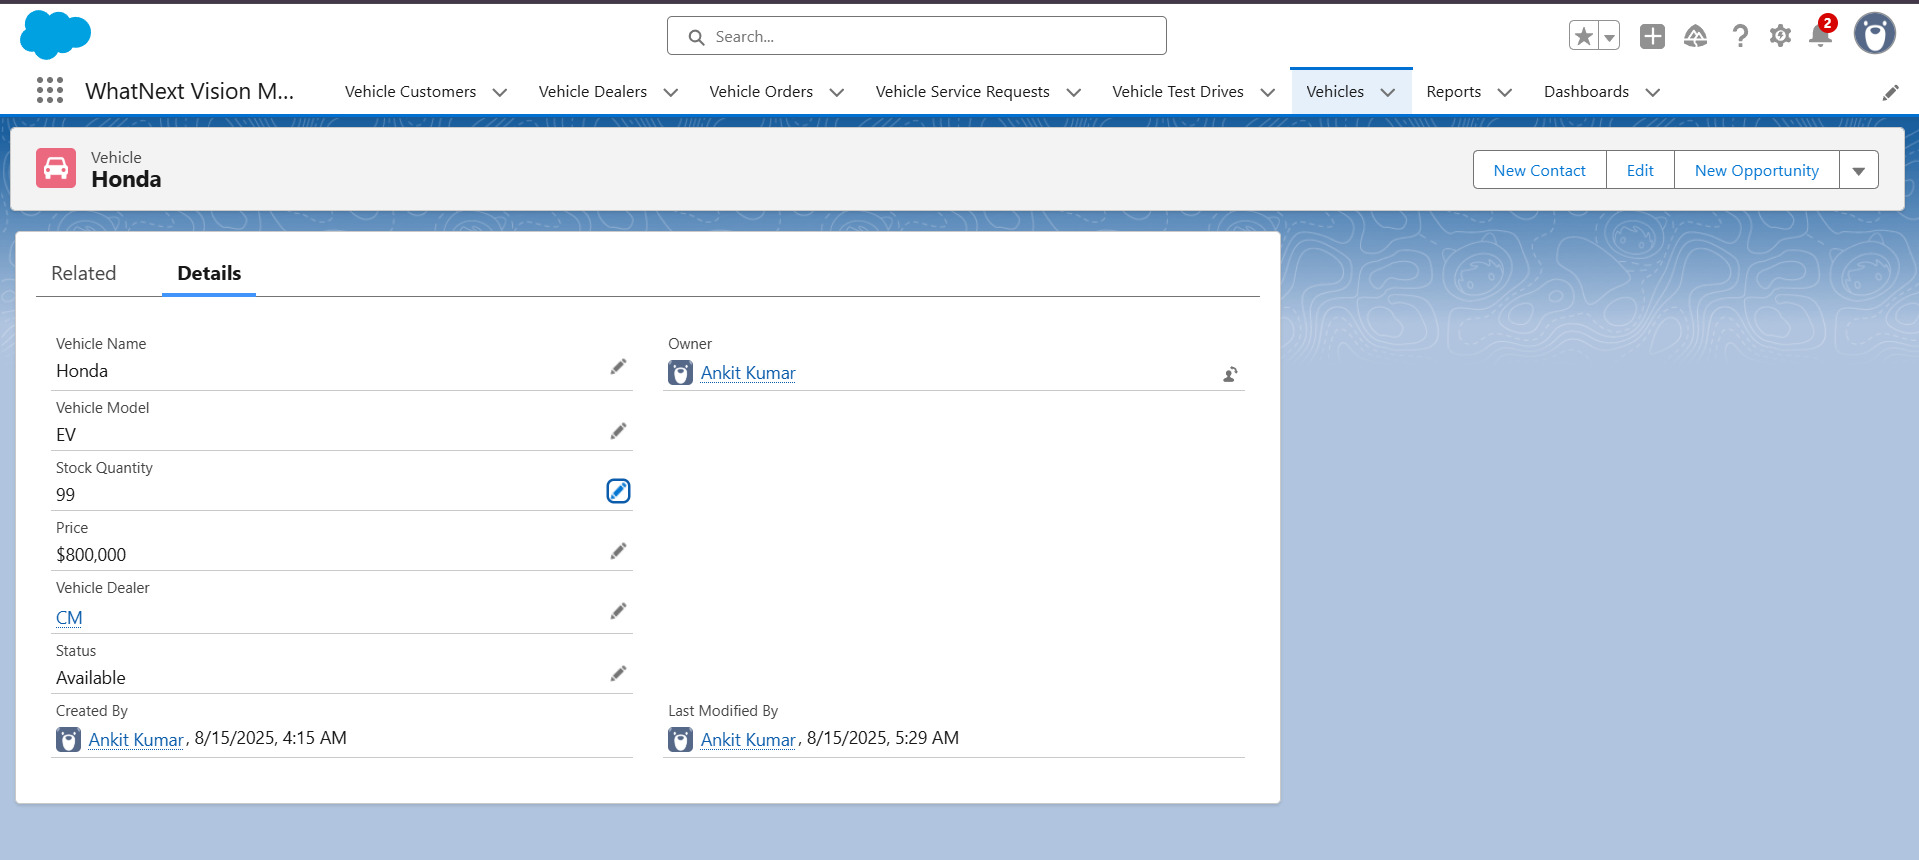 Search...
2
WhatNext Vision M...
Vehicle Customers
Vehicle Dealers
Vehicle Orders
Vehicle Service Requests
Vehicle Test Drives
Vehicles
Reports
Dashboards
Vehicle
Honda
New Contact
Edit
New Opportunity
Related
Details
Vehicle Name
Honda
Owner
Ankit Kumar
Vehicle Model
EV
Stock Quantity
99
Price
$800,000
Vehicle Dealer
CM
Status
Available
Created By
Ankit Kumar, 8/15/2025, 4:15 AM
Last Modified By
Ankit Kumar, 8/15/2025, 5:29 AM